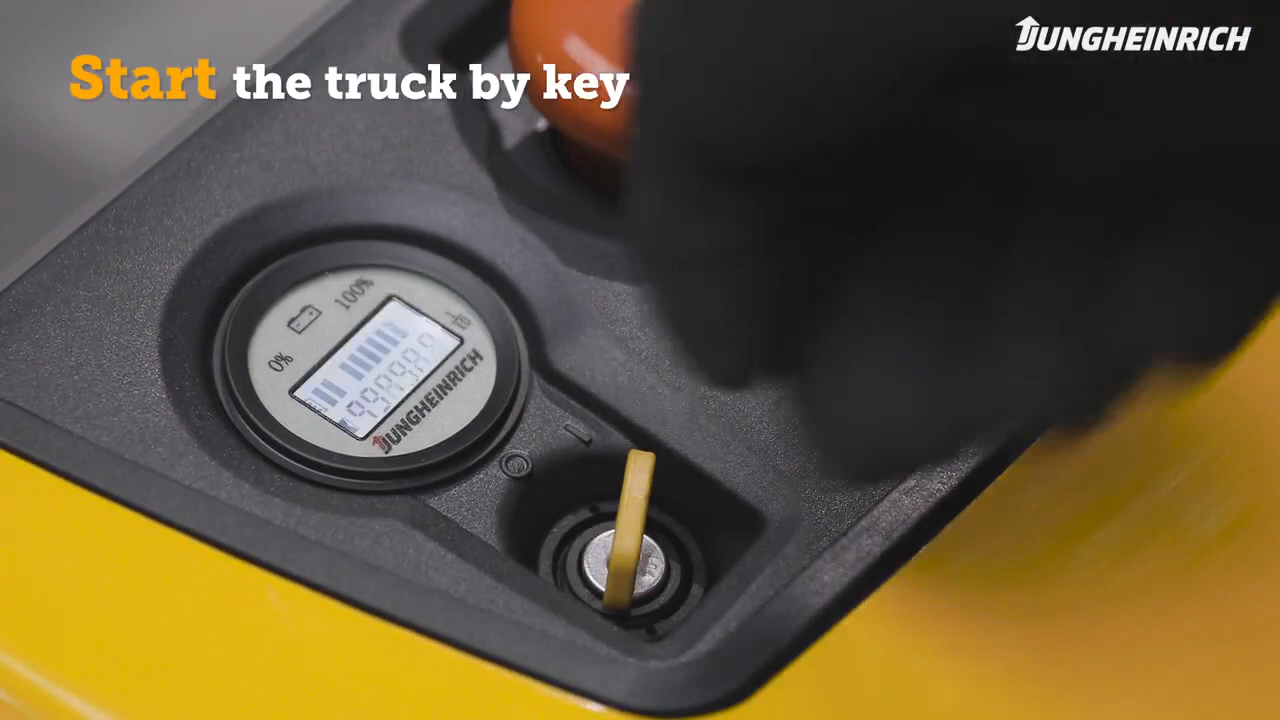 JUNGHEINRICH
Start the truck by key
100%
0%
JUNGHEINRICH